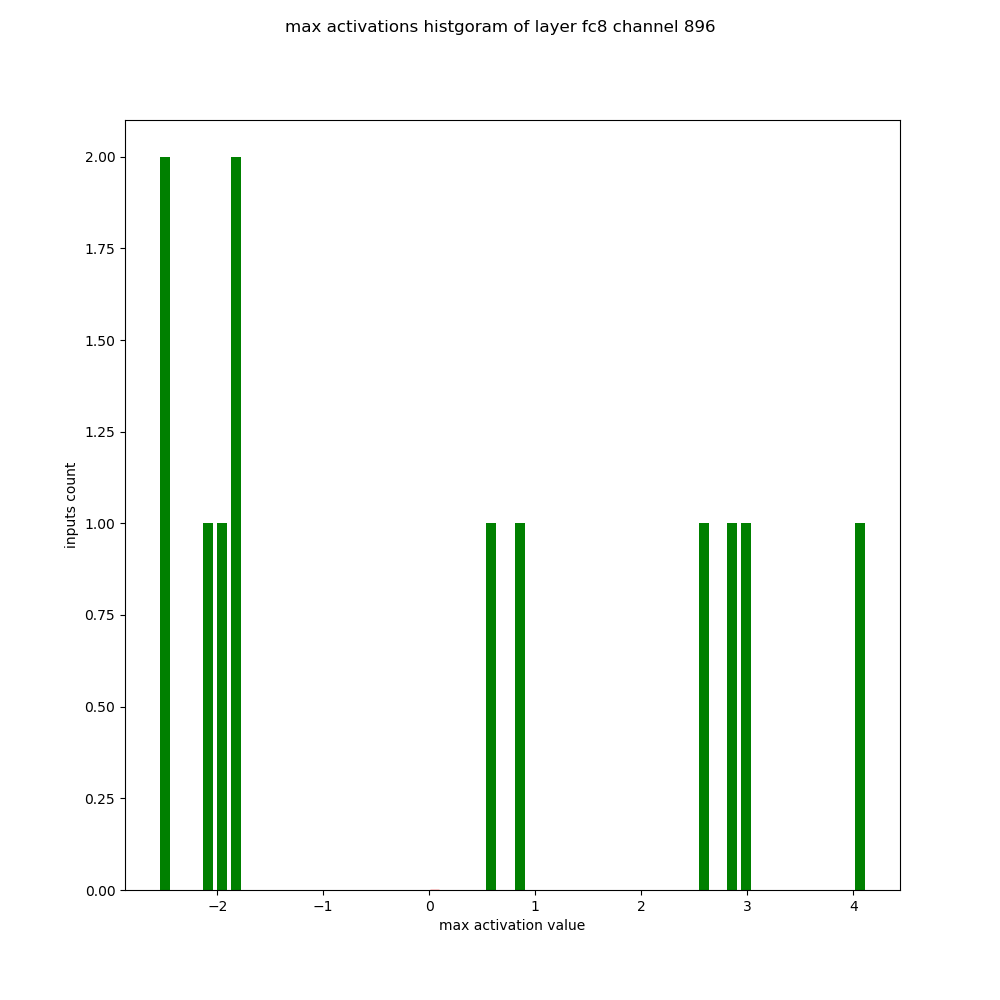 max activations histgoram of layer fc8 channel 896
2.00
1.75
1.50
1.25
1.00
0.75
0.50
0.25
0.00
inputs count
−2 −1 0 1 2 3 4
max activation value